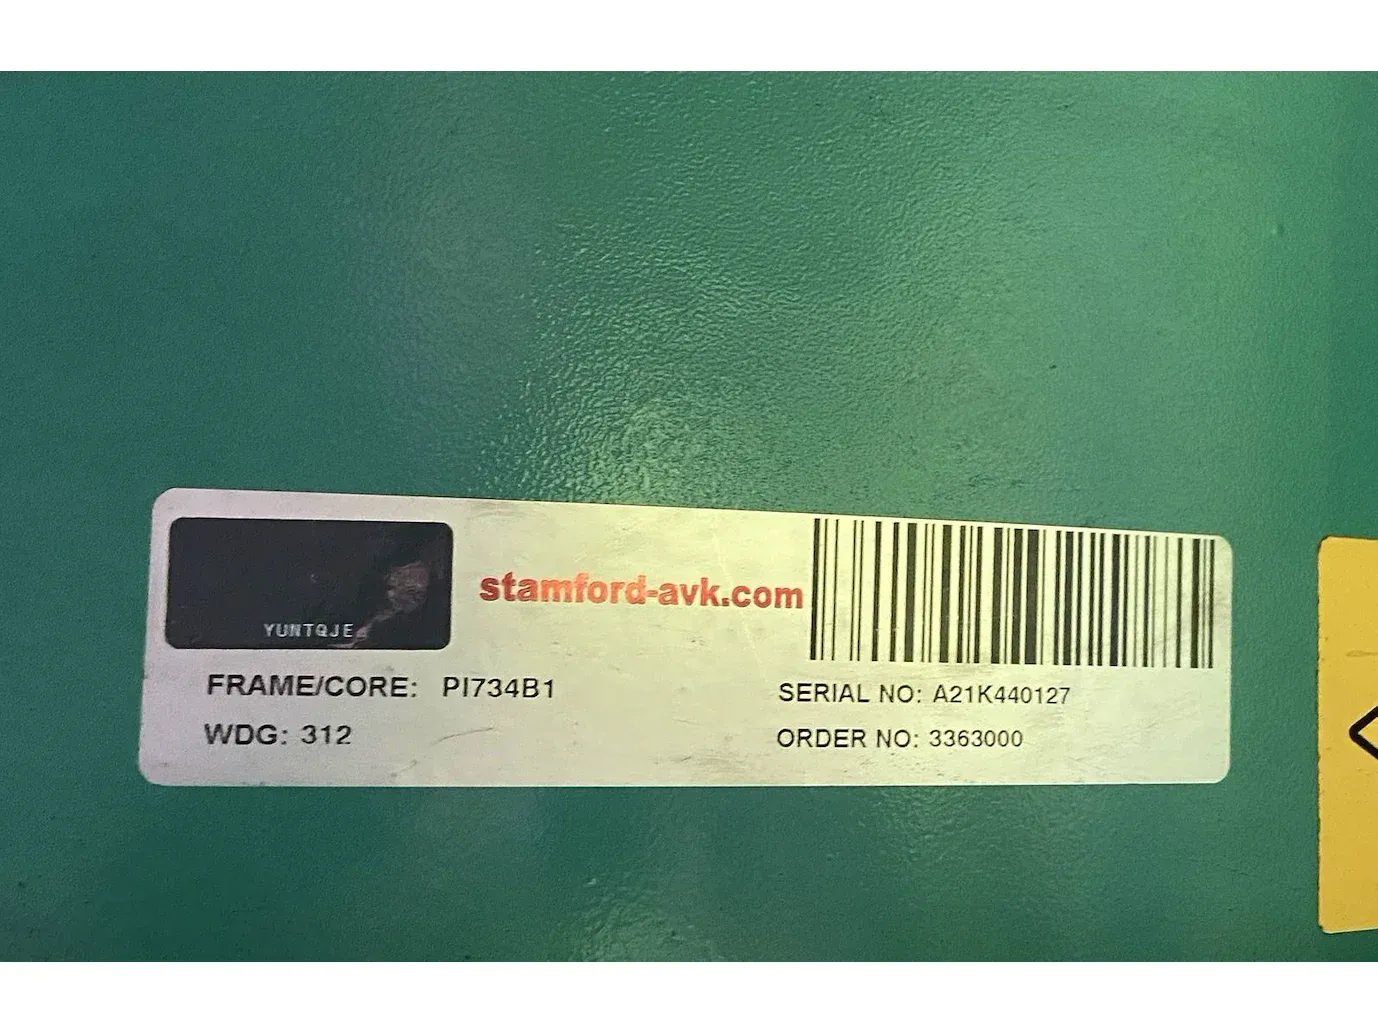 YUNTQJE
stamford-avk.com
FRAME/CORE: PI734B1
WDG: 312
SERIAL NO: A21K440127
ORDER NO: 3363000